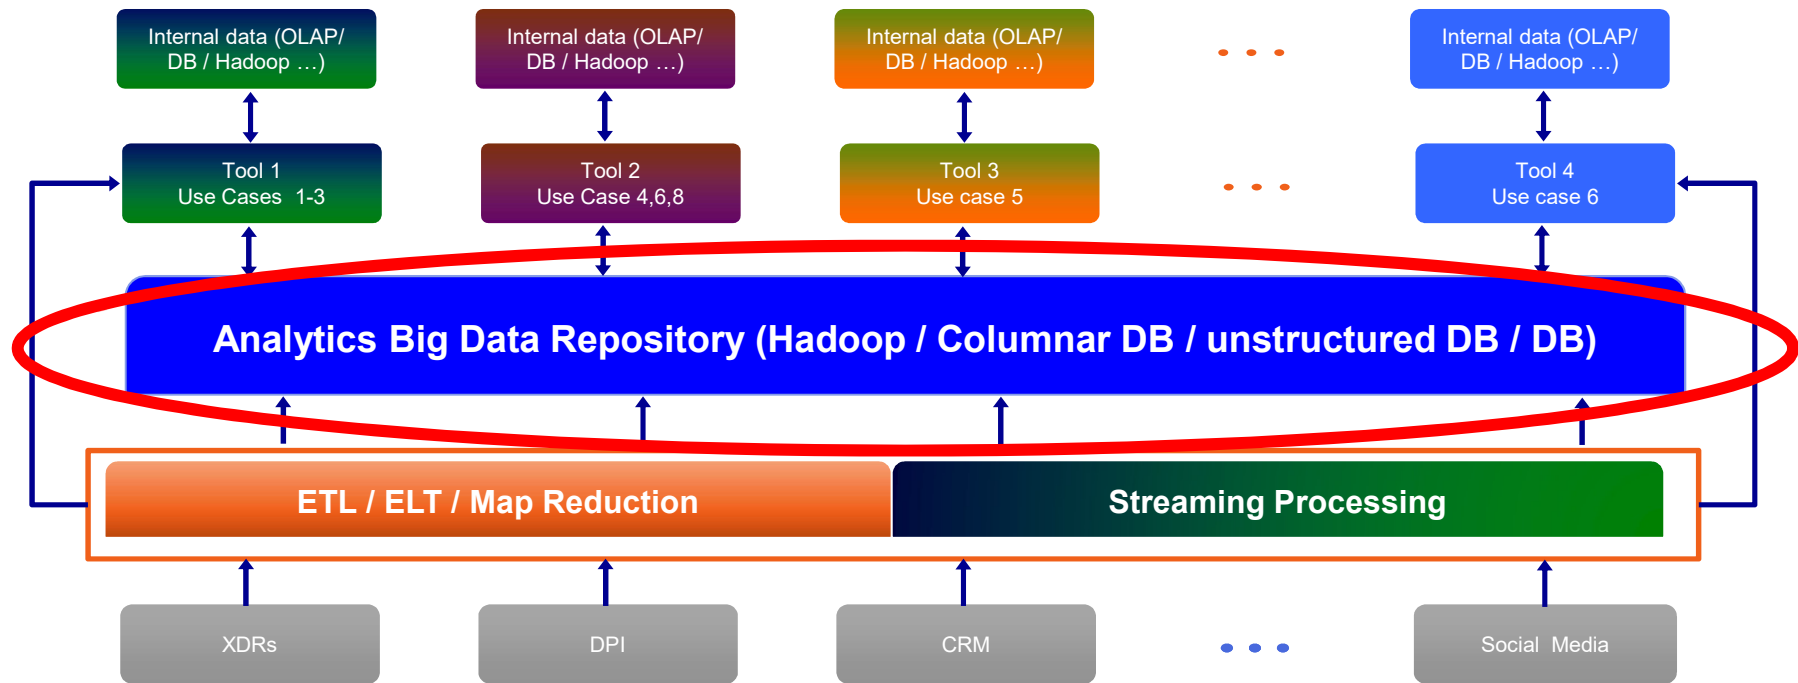 Internal data (OLAP/
DB / Hadoop …)
Internal data (OLAP/
DB / Hadoop …)
Internal data (OLAP/
DB / Hadoop …)
Internal data (OLAP/
DB / Hadoop …)
Tool 1
Use Cases 1-3
Tool 2
Use Case 4,6,8
Tool 3
Use case 5
Tool 4
Use case 6
Analytics Big Data Repository (Hadoop / Columnar DB / unstructured DB / DB)
ETL / ELT / Map Reduction
Streaming Processing
XDRs
DPI
CRM
Social Media